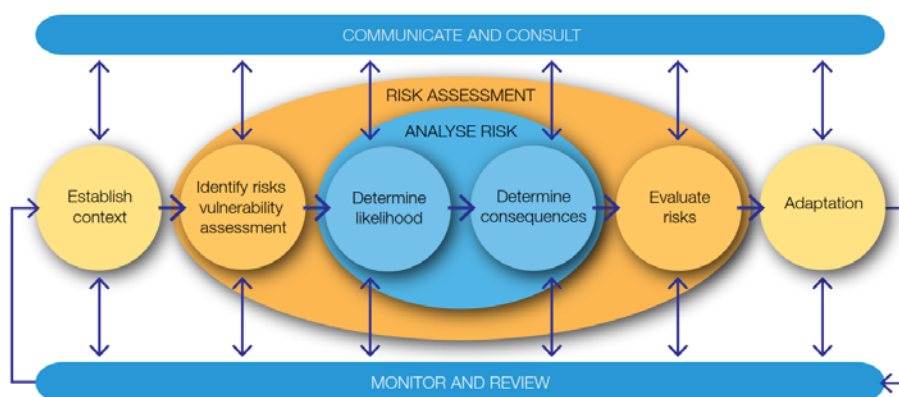 COMMUNICATE AND CONSULT
RISK ASSESSMENT
ANALYSE RISK
Establish
context
Identify risks
vulnerability
assessment
Determine
likelihood
Determine
consequences
Evaluate
risks
Adaptation
MONITOR AND REVIEW